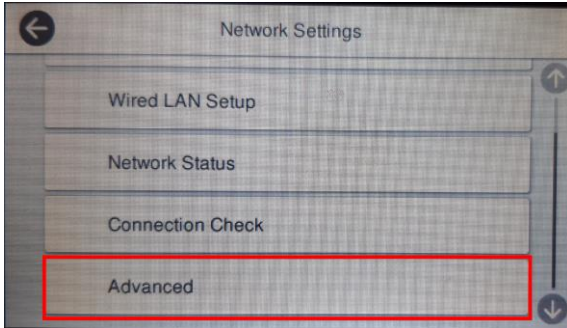 Network Settings
Wired LAN Setup
Network Status
Connection Check
Advanced